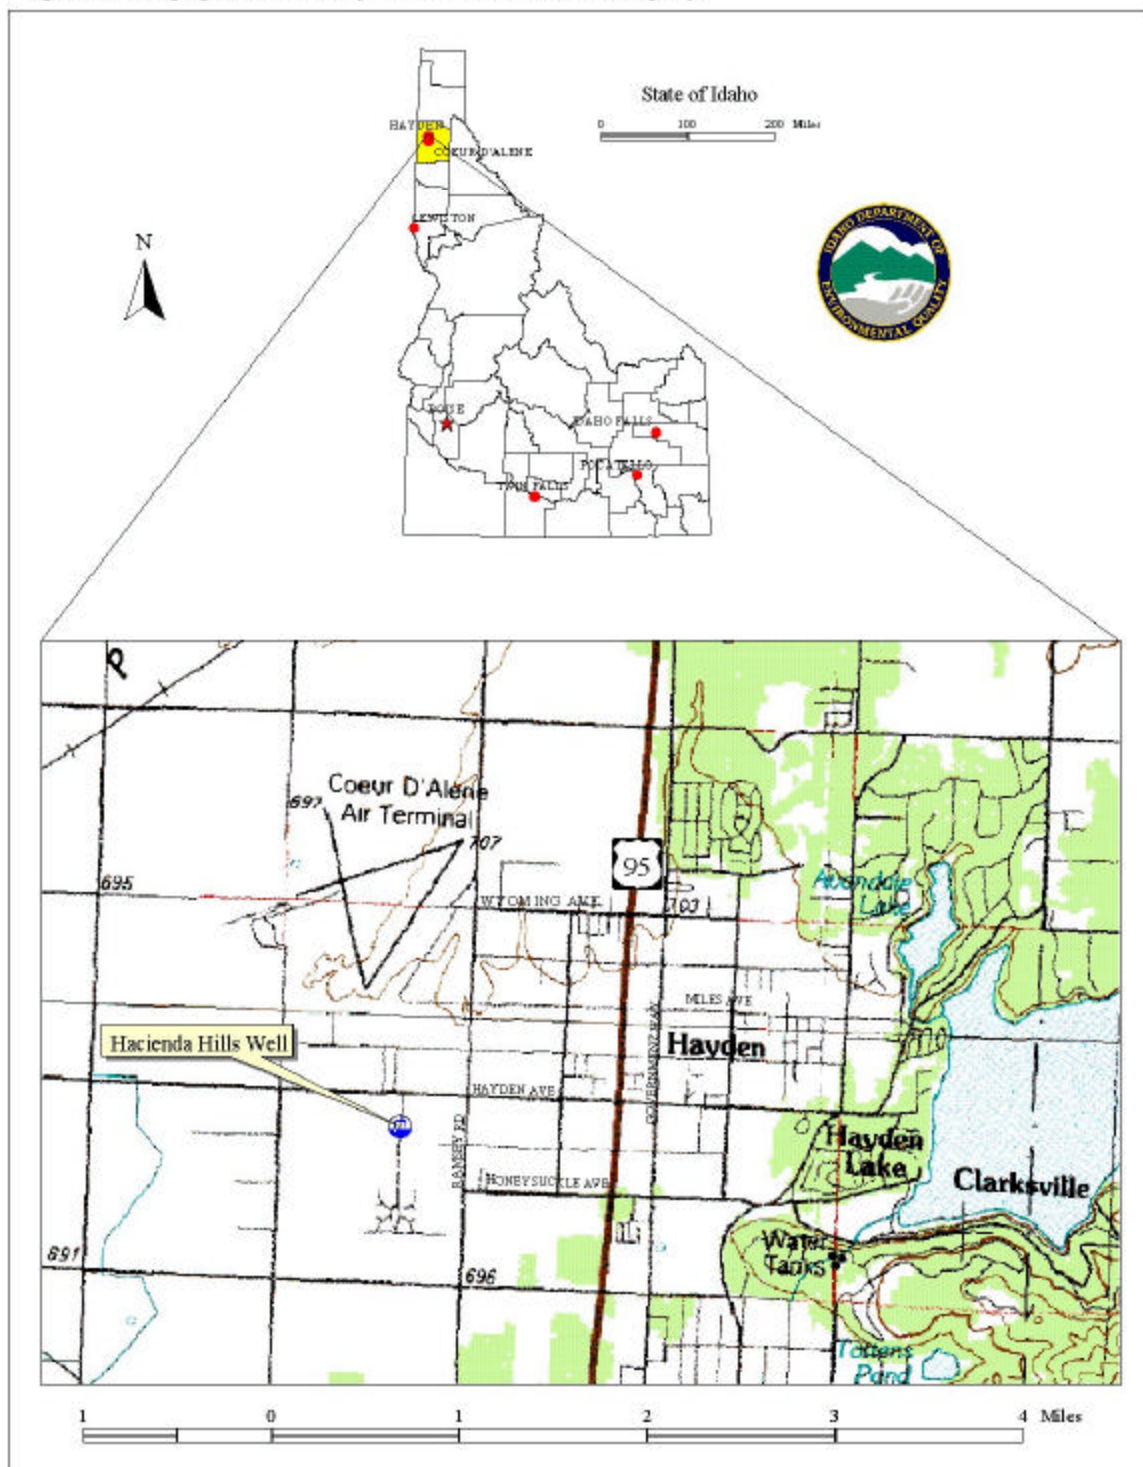 State of Idaho
0 100 200 Miles
HAYDEN
COEUR D'ALENE
LEWISTON
N
IDAHO DEPARTMENT OF
ENVIRONMENTAL QUALITY
BOISE
IDAHO FALLS
POCATELLO
TWIN FALLS
P
Coeur D'Alene
Air Terminal
697
707
95
695
WYOMING AVE
703
Avondale
Lake
MILES AVE
Hayden
GOVERNMENT WAY
Hacienda Hills Well
HAYDEN AVE
RAMSEY RD
Hayden
Lake
Clarksville
HONEYSUCKLE AVE
Water
Tanks
691
696
Tottens
Pond
1 0 1 2 3 4 Miles